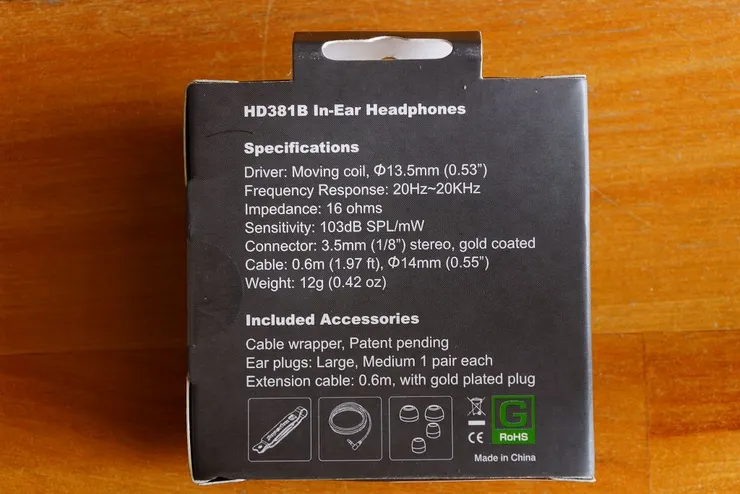 HD381B In-Ear Headphones
Specifications
Driver: Moving coil, Φ13.5mm (0.53”)
Frequency Response: 20Hz~20KHz
Impedance: 16 ohms
Sensitivity: 103dB SPL/mW
Connector: 3.5mm (1/8”) stereo, gold coated
Cable: 0.6m (1.97 ft), Φ14mm (0.55”)
Weight: 12g (0.42 oz)
Included Accessories
Cable wrapper, Patent pending
Ear plugs: Large, Medium 1 pair each
Extension cable: 0.6m, with gold plated plug
CE
G
RoHS
Made in China